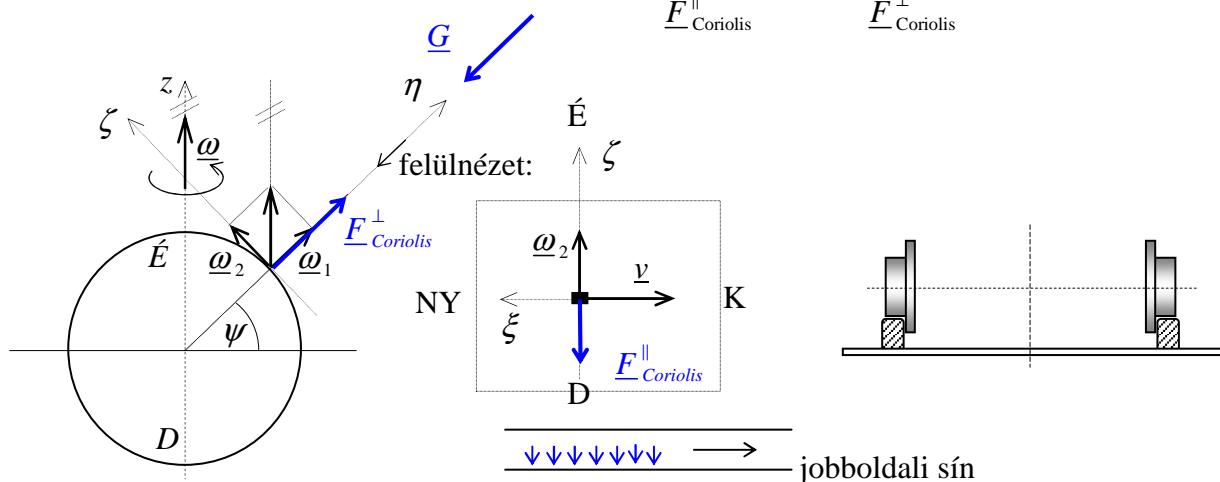 F∥Coriolis F⊥Coriolis
G
z
ζ
ω
η
É
ζ
felülnézet:
F⊥Coriolis
É
ω2
ω1
ω2
v
NY
K
ξ
ψ
F∥Coriolis
D
D
jobboldali sín